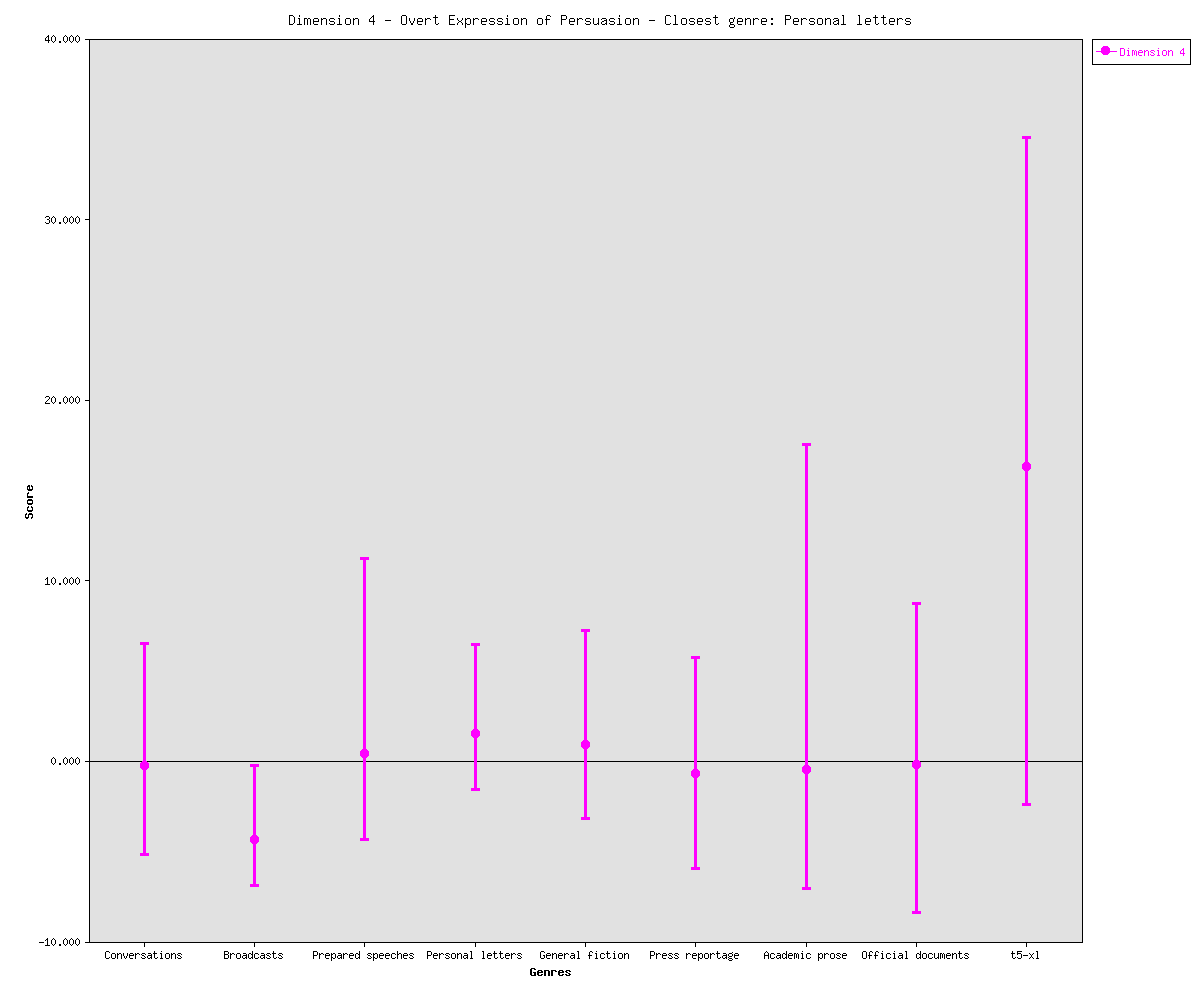 Dimension 4 - Overt Expression of Persuasion - Closest genre: Personal letters
40.000
Dimension 4
30.000
20.000
Score
10.000
0.000
-10.000
Conversations Broadcasts Prepared speeches Personal letters General fiction Press reportage Academic prose Official documents t5-xl
Genres